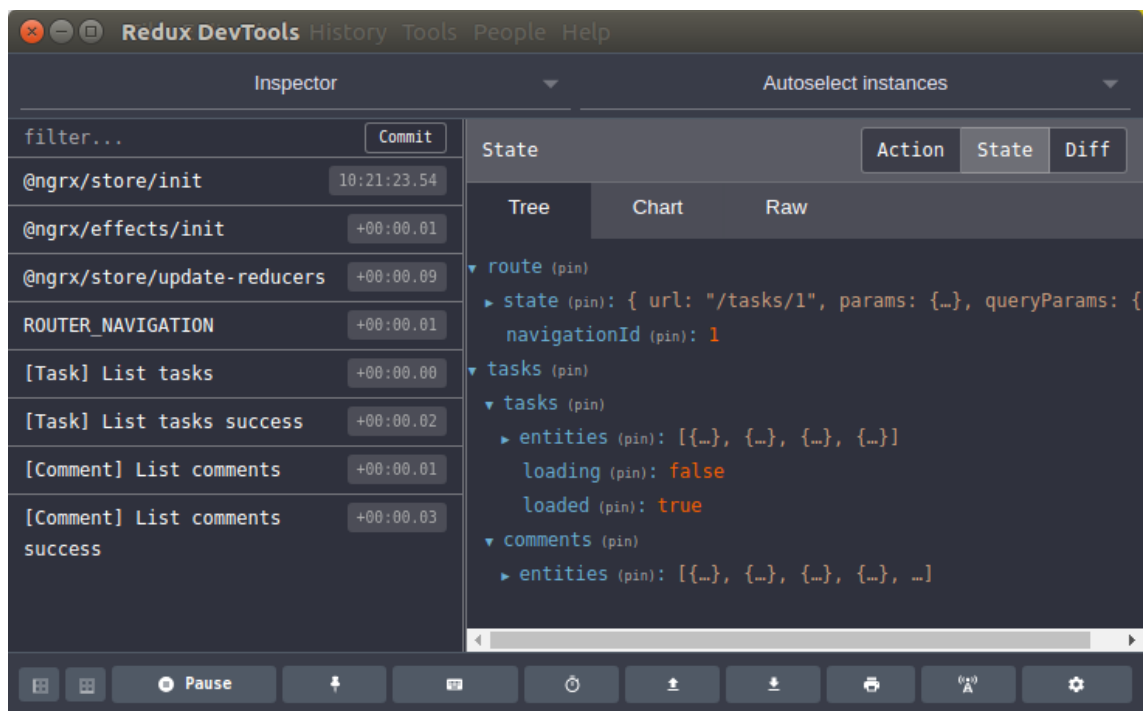 Redux DevTools History Tools People Help
Inspector
Autoselect instances
filter...
Commit
@ngrx/store/init
10:21:23.54
@ngrx/effects/init
+00:00.01
@ngrx/store/update-reducers
+00:00.09
ROUTER_NAVIGATION
+00:00.01
[Task] List tasks
+00:00.00
[Task] List tasks success
+00:00.02
[Comment] List comments
+00:00.01
[Comment] List comments
success
+00:00.03
State
Action
State
Diff
Tree
Chart
Raw
▼ route (pin)
▶ state (pin): { url: "/tasks/1", params: {…}, queryParams: {
navigationId (pin): 1
▼ tasks (pin)
▼ tasks (pin)
▶ entities (pin): [{…}, {…}, {…}, {…}]
loading (pin): false
loaded (pin): true
▼ comments (pin)
▶ entities (pin): [{…}, {…}, {…}, {…}, …]
Pause